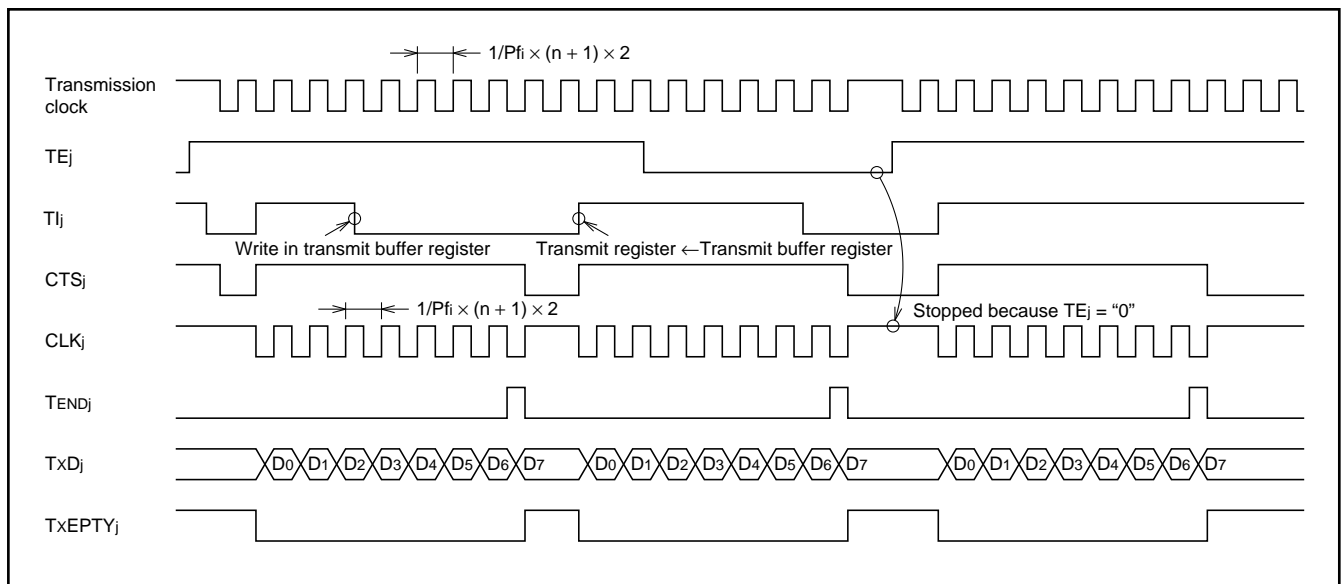 1/Pfi × (n + 1) × 2
Transmission
clock
TEj
TIj
Write in transmit buffer register
Transmit register ←Transmit buffer register
CTSj
1/Pfi × (n + 1) × 2
Stopped because TEj = “0”
CLKj
TENDj
TXDj
D0 D1 D2 D3 D4 D5 D6 D7 D0 D1 D2 D3 D4 D5 D6 D7 D0 D1 D2 D3 D4 D5 D6 D7
TXEPTYj